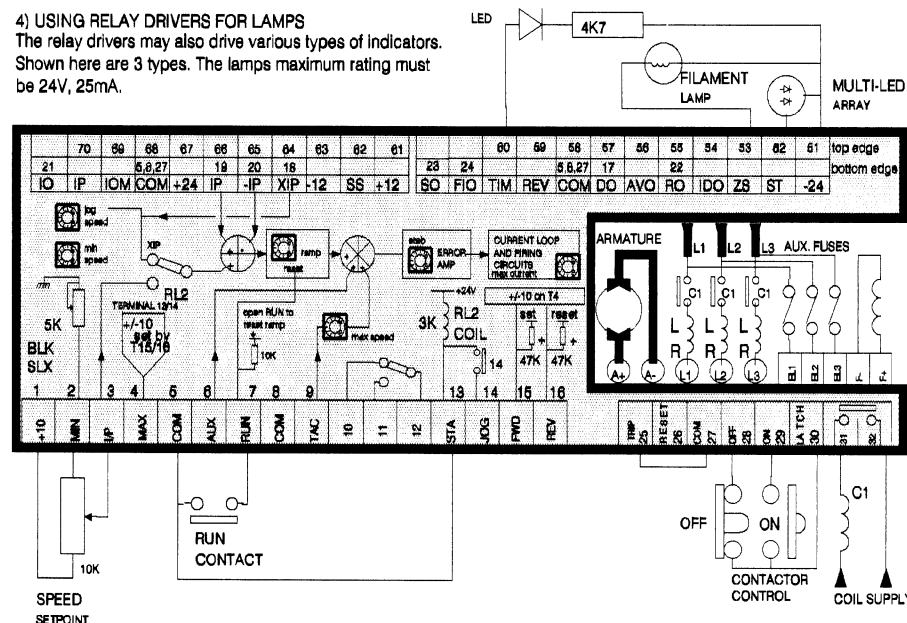 4) USING RELAY DRIVERS FOR LAMPS
The relay drivers may also drive various types of indicators.
Shown here are 3 types. The lamps maximum rating must
be 24V, 25mA.
LED
4K7
FILAMENT
LAMP
MULTI-LED
ARRAY
70 69 68 67 66 65 64 63 62 61
60 59 58 57 56 55 54 53 52 51 top edge
21 5,8,27 19 20 18
23 24 5,8,27 17 22 bottom edge
IO IP IOM COM +24 IP -IP XIP -12 SS +12
SO FIO TIM REV COM DO AVO RO IDO ZS ST -24
jog
speed
min
speed
XIP
RL2
ramp
reset
stab
ERROR
AMP
CURRENT LOOP
AND FIRING
CIRCUITS
max current
ARMATURE
L1 L2 L3 AUX. FUSES
C1 C1 C1
L L L
R R R
A+ A- L1 L2 L3 EL1 EL2 EL3 F- F+
min
5K
BLK
SLX
TERMINAL 13/14
+/-10
set by
T15/16
open RUN to
reset ramp
10K
max speed
+24V
3K
RL2
COIL
14
+/-10 on T4
set reset
47K 47K
1 2 3 4 5 6 7 8 9 13 14 15 16
+10 MIN I/P MAX COM AUX RUN COM TAC 10 11 12 STA JOG FWD REV
TRIP RESET COM OFF ON LATCH
25 26 27 28 29 30 31 32
10K
SPEED
SETPOINT
RUN
CONTACT
OFF ON
CONTACTOR
CONTROL
C1
COIL SUPPLY